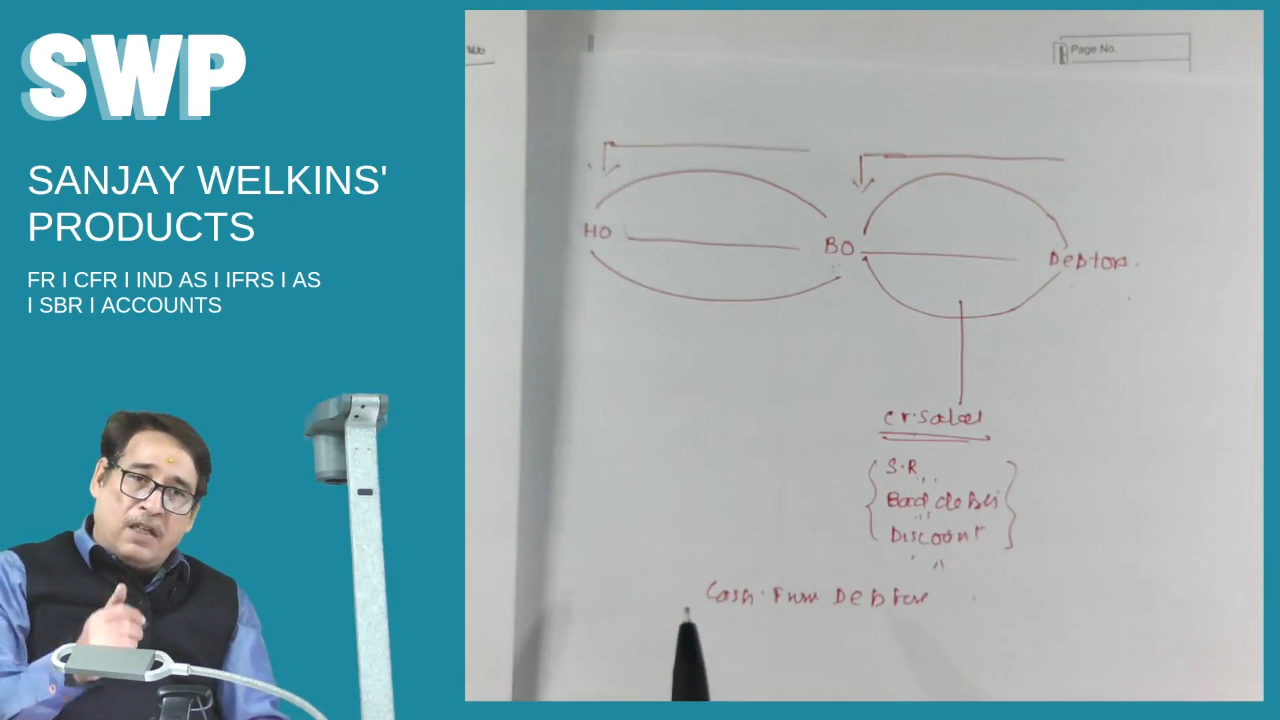 SWP
SANJAY WELKINS'
PRODUCTS
FR I CFR I IND AS I IFRS I AS
I SBR I ACCOUNTS
Page No.
HO
BO
Debtors.
cr. sales
S.R
Bad debts
Discount
Cash From Debtors